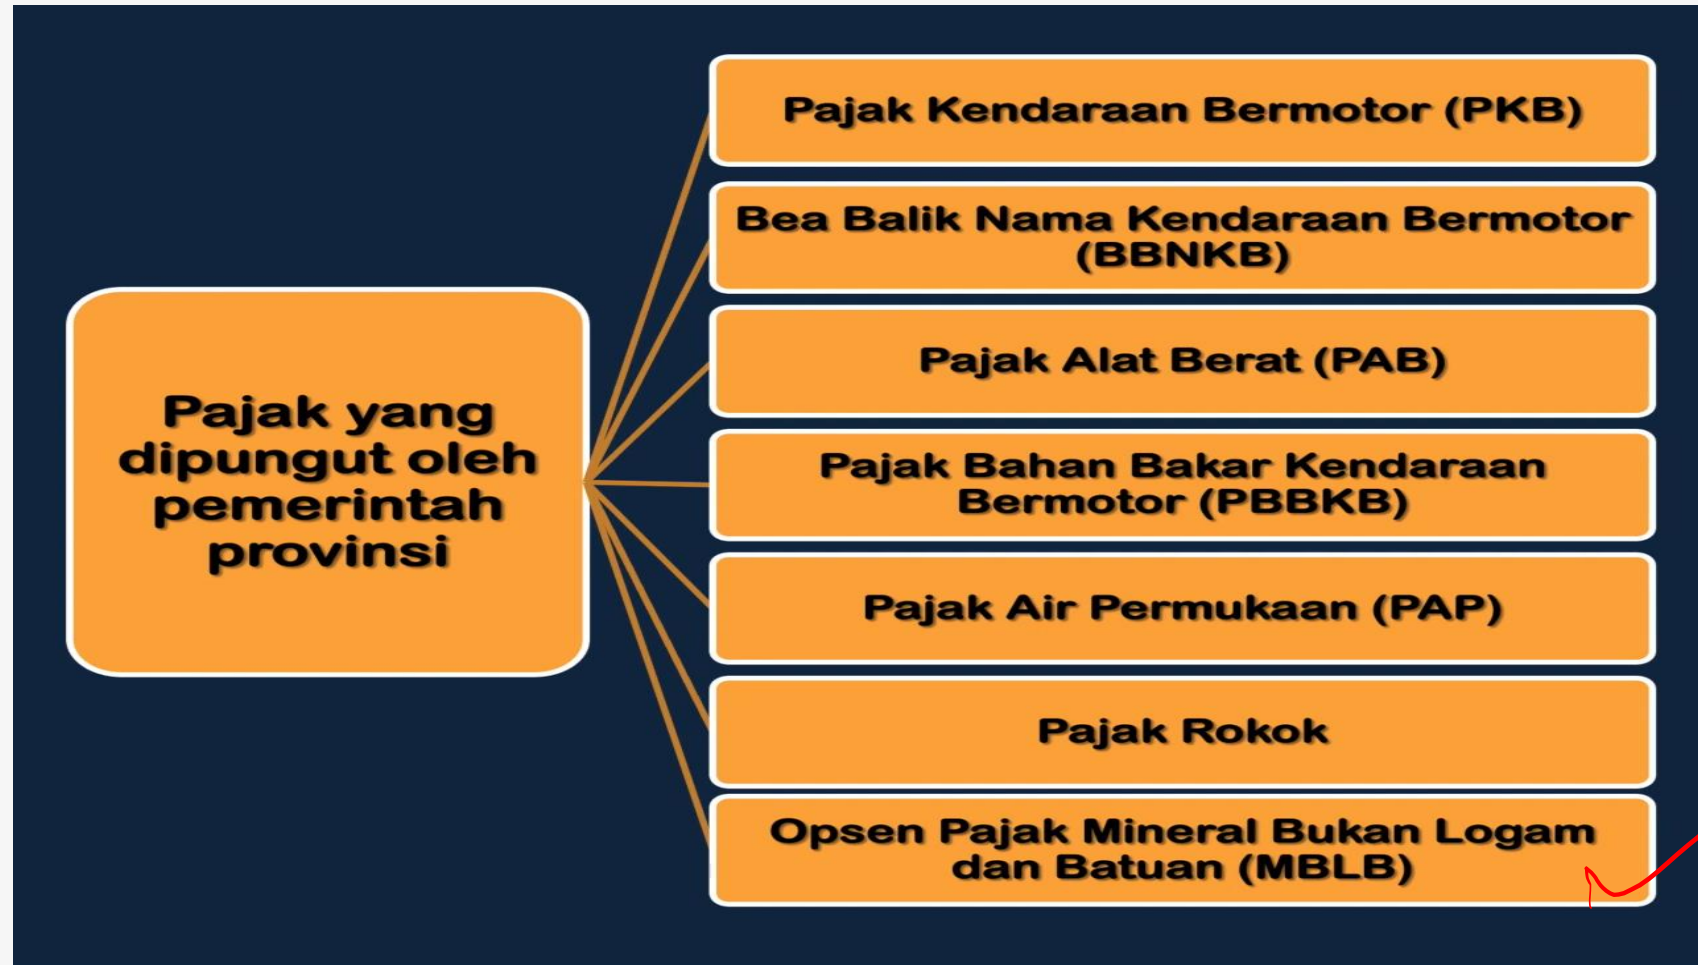 Pajak yang
dipungut oleh
pemerintah
provinsi
Pajak Kendaraan Bermotor (PKB)
Bea Balik Nama Kendaraan Bermotor
(BBNKB)
Pajak Alat Berat (PAB)
Pajak Bahan Bakar Kendaraan
Bermotor (PBBKB)
Pajak Air Permukaan (PAP)
Pajak Rokok
Opsen Pajak Mineral Bukan Logam
dan Batuan (MBLB)